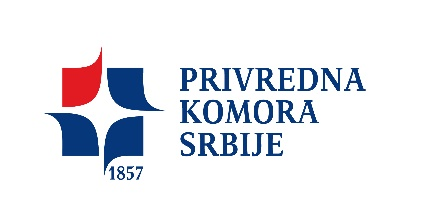 PRIVREDNA
KOMORA
SRBIJE
1857